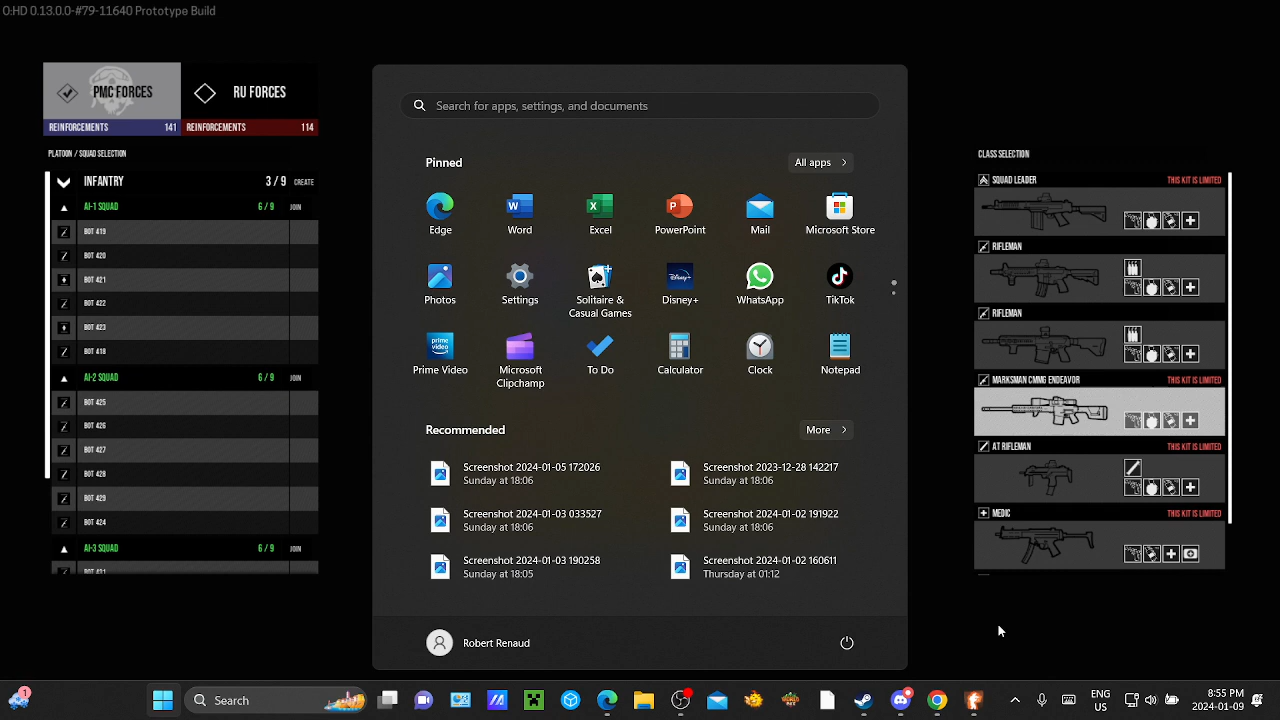 O:HD 0.13.0.0-#79-11640 Prototype Build
PMC FORCES
RU FORCES
REINFORCEMENTS 141
REINFORCEMENTS 114
PLATOON / SQUAD SELECTION
INFANTRY 3 / 9 CREATE
AI-1 SQUAD 6 / 9 JOIN
BOT 419
BOT 420
BOT 421
BOT 422
BOT 423
BOT 418
AI-2 SQUAD 6 / 9 JOIN
BOT 425
BOT 426
BOT 427
BOT 428
BOT 429
BOT 424
AI-3 SQUAD 6 / 9 JOIN
BOT 431
Search for apps, settings, and documents
Pinned
All apps
Edge
Word
Excel
PowerPoint
Mail
Microsoft Store
Photos
Settings
Solitaire &
Casual Games
Disney+
WhatsApp
TikTok
Prime Video
Microsoft
Clipchamp
To Do
Calculator
Clock
Notepad
Recommended
More
Screenshot 2024-01-05 172026
Sunday at 18:06
Screenshot 2023-12-28 142217
Sunday at 18:06
Screenshot 2024-01-03 033527
Sunday at 18:06
Screenshot 2024-01-02 191922
Sunday at 18:06
Screenshot 2024-01-03 190258
Sunday at 18:05
Screenshot 2024-01-02 160611
Thursday at 01:12
Robert Renaud
CLASS SELECTION
SQUAD LEADER THIS KIT IS LIMITED
RIFLEMAN
RIFLEMAN
MARKSMAN CMMG ENDEAVOR THIS KIT IS LIMITED
AT RIFLEMAN THIS KIT IS LIMITED
MEDIC THIS KIT IS LIMITED
1
Search
ENG
US
8:55 PM
2024-01-09